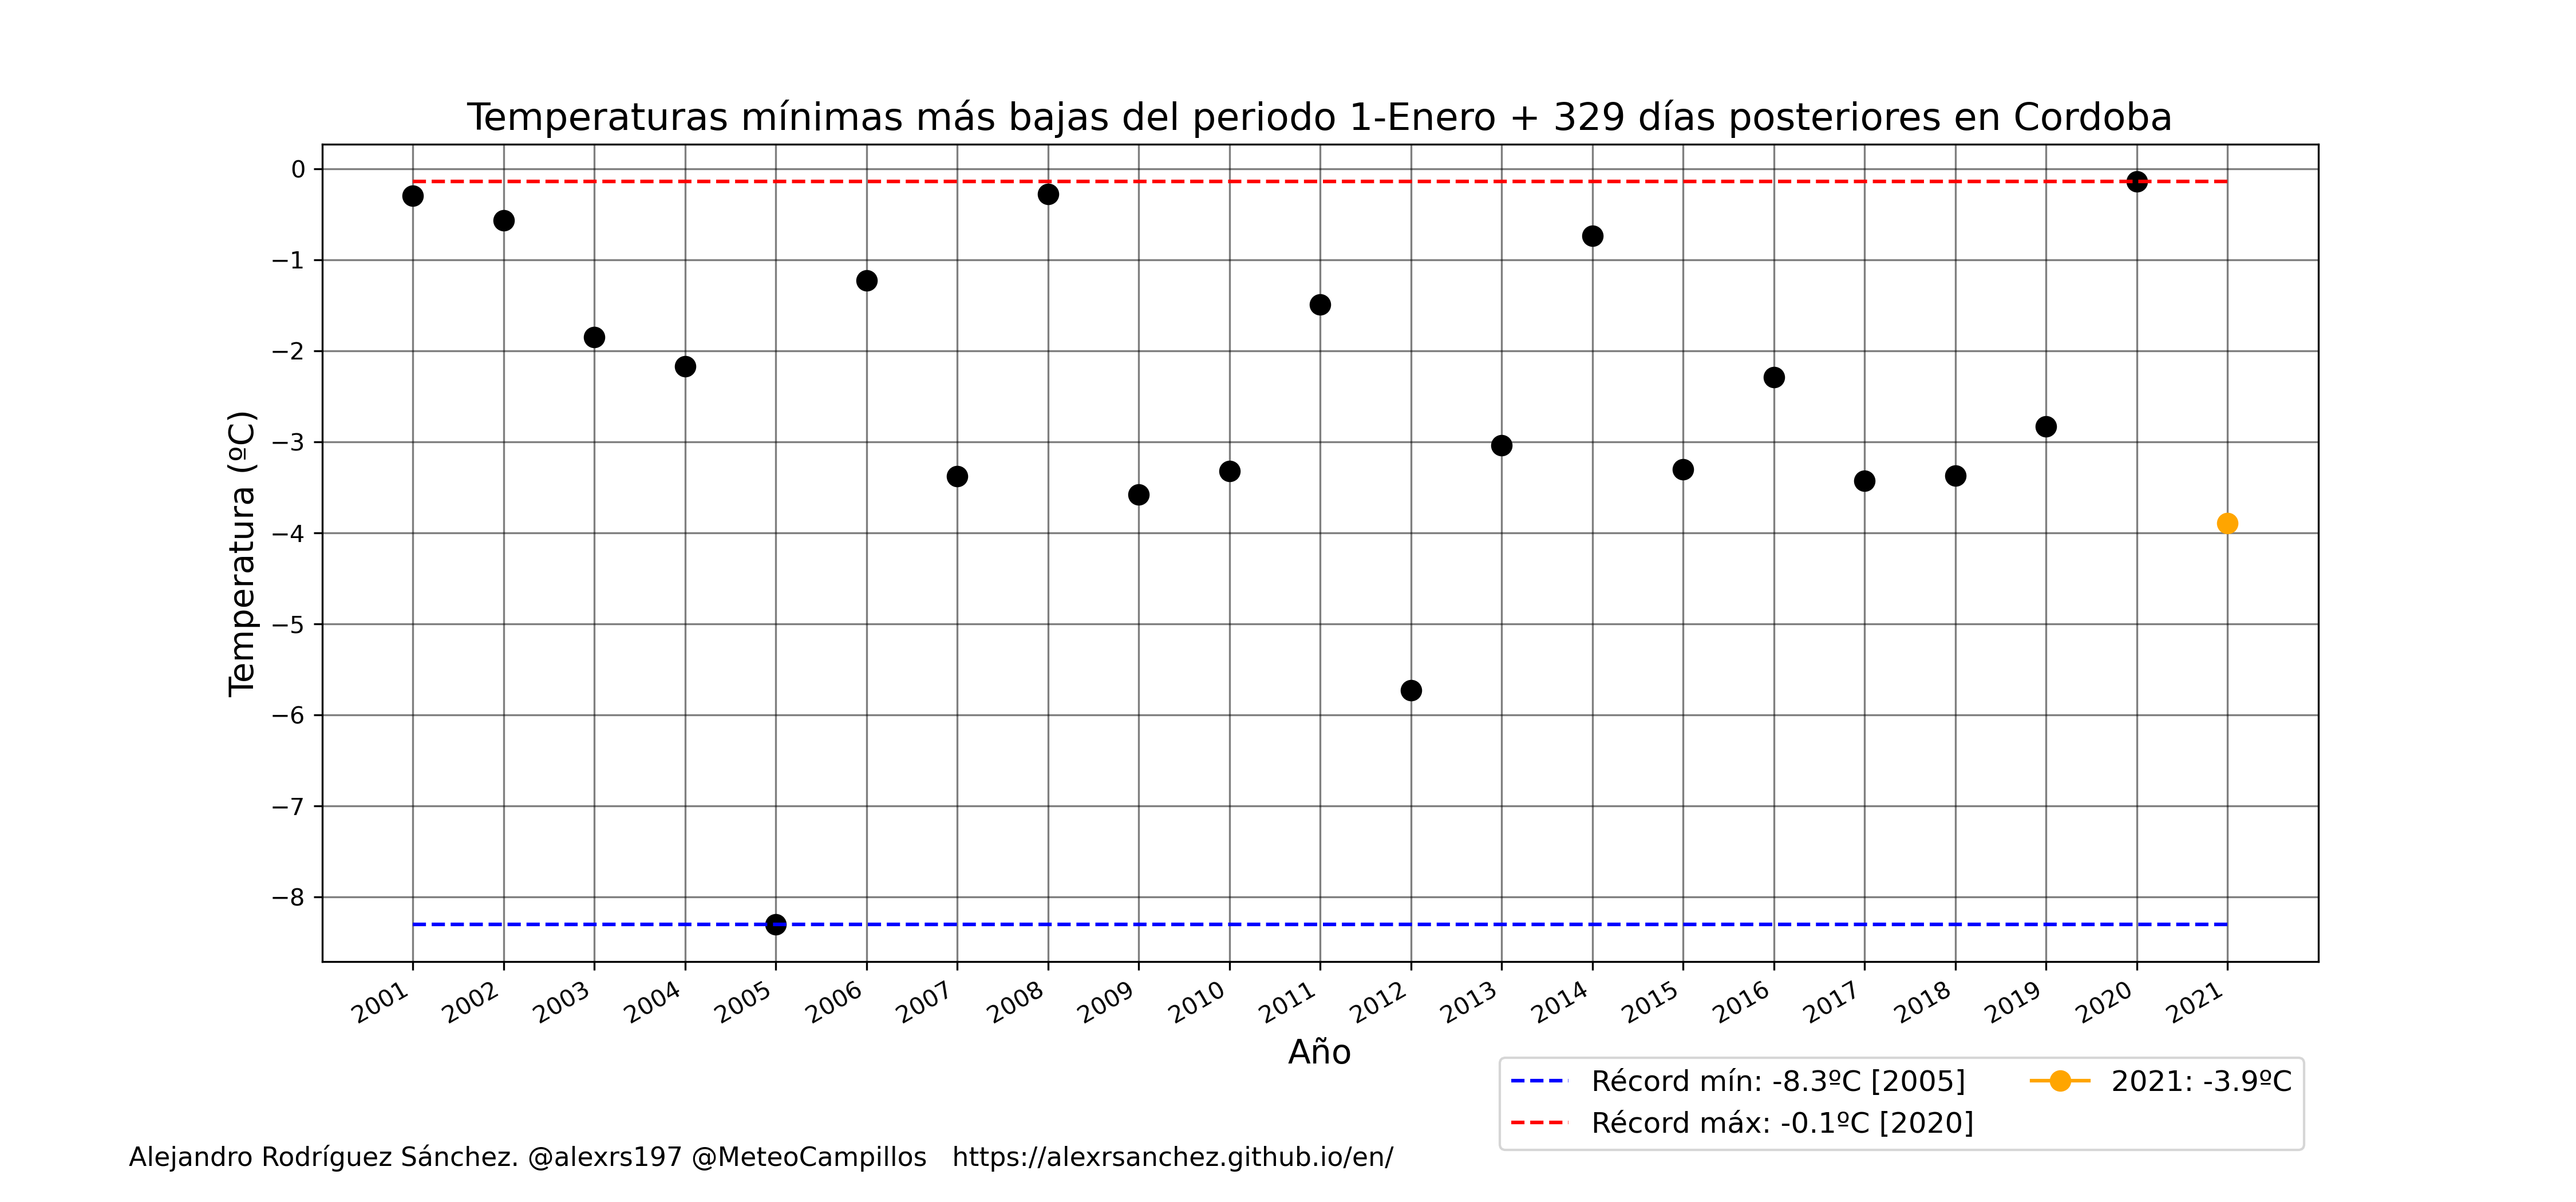 Temperaturas mínimas más bajas del periodo 1-Enero + 329 días posteriores en Cordoba
Temperatura (ºC)
0
−1
−2
−3
−4
−5
−6
−7
−8
2001 2002 2003 2004 2005 2006 2007 2008 2009 2010 2011 2012 2013 2014 2015 2016 2017 2018 2019 2020 2021
Año
Récord mín: -8.3ºC [2005]
Récord máx: -0.1ºC [2020]
2021: -3.9ºC
Alejandro Rodríguez Sánchez. @alexrs197 @MeteoCampillos https://alexrsanchez.github.io/en/